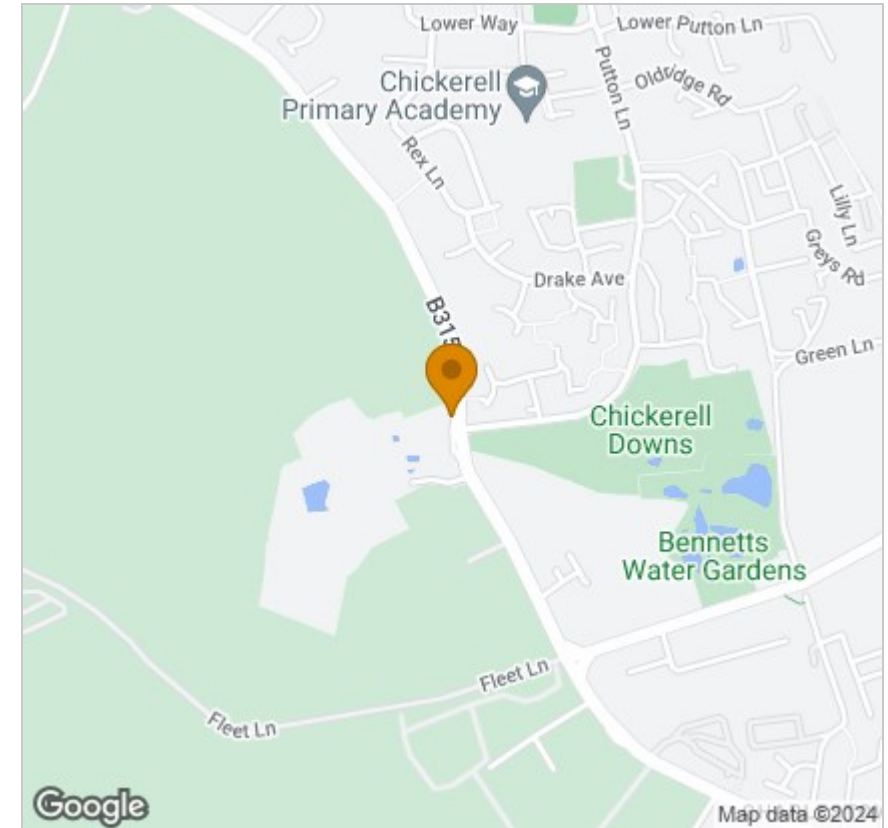 Lower Way
Lower Putton Ln
Putton Ln
Oldridge Rd
Chickerell
Primary Academy
Rex Ln
Lilly Ln
Greys Rd
Drake Ave
B315
Green Ln
Chickerell
Downs
Bennetts
Water Gardens
Fleet Ln
Fleet Ln
Google
Map data ©2024